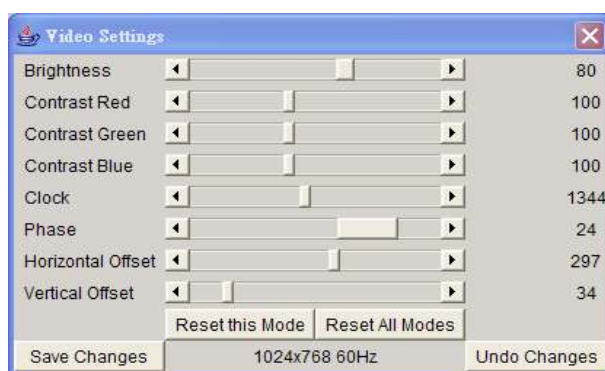 Video Settings
Brightness 80
Contrast Red 100
Contrast Green 100
Contrast Blue 100
Clock 1344
Phase 24
Horizontal Offset 297
Vertical Offset 34
Reset this Mode Reset All Modes
Save Changes 1024x768 60Hz Undo Changes